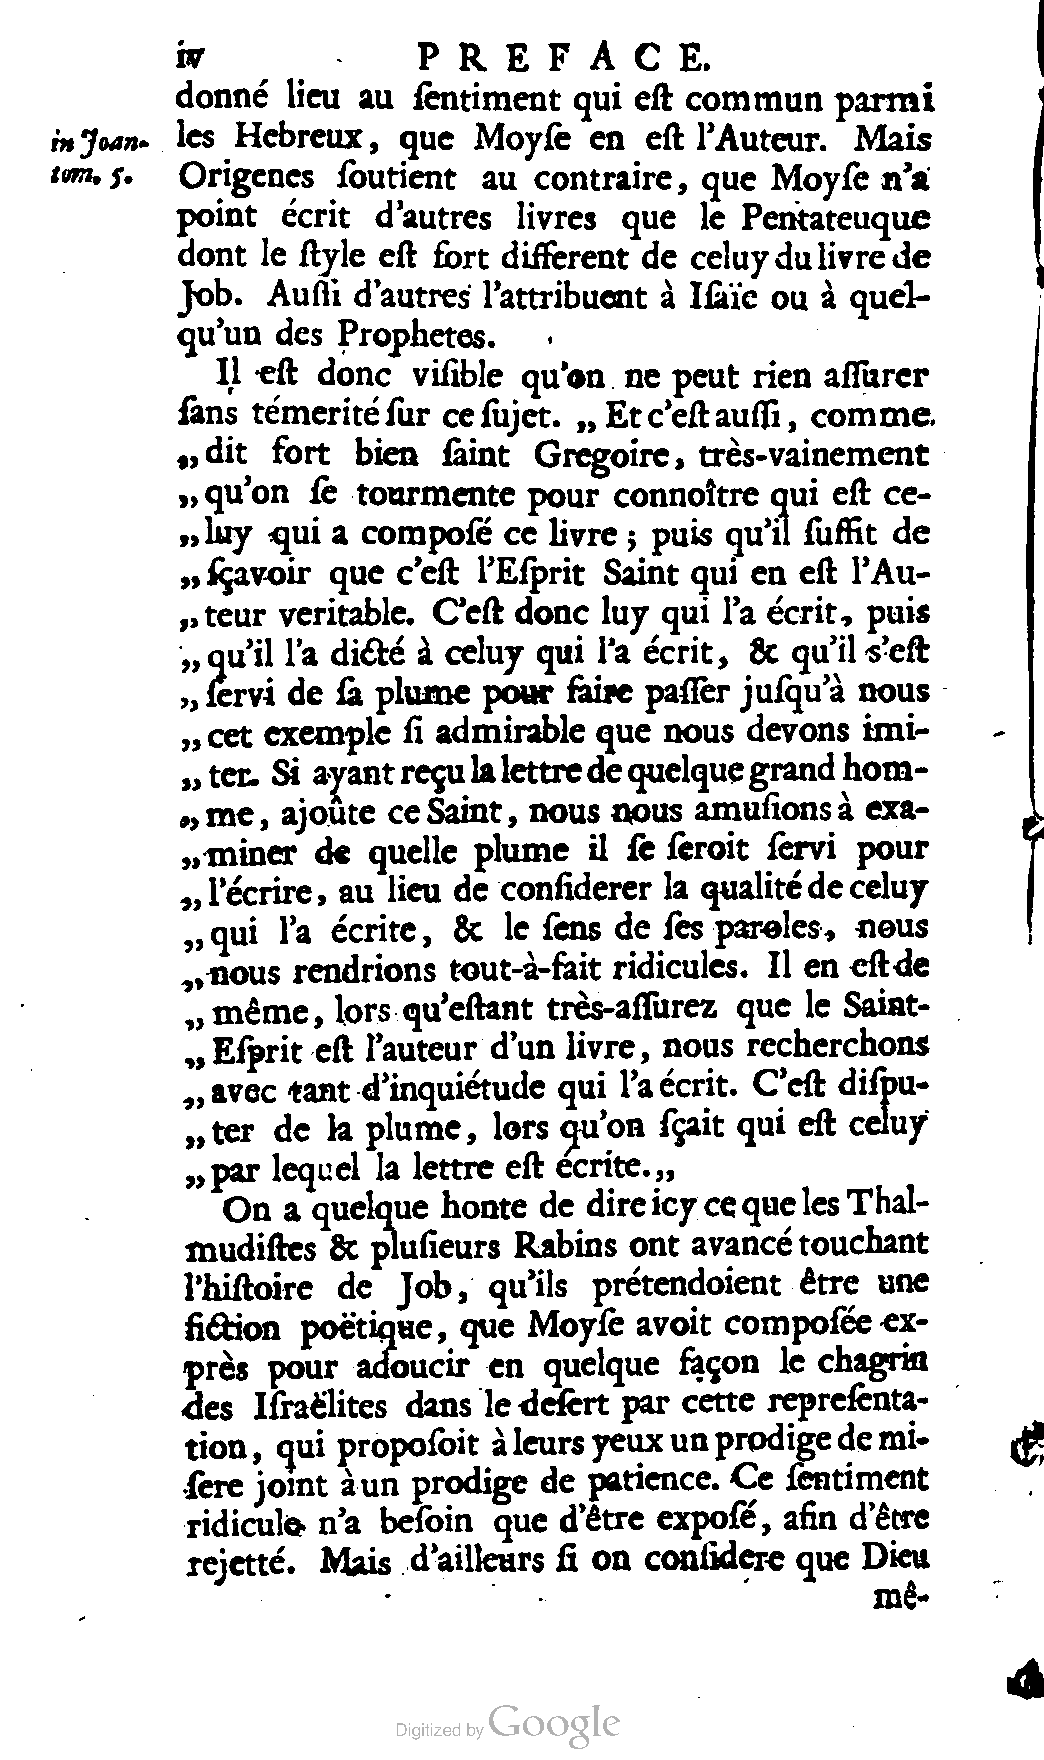 iv PREFACE.
donné lieu au ſentiment qui eſt commun parmi
in Joan- les Hebreux, que Moyſe en eſt l'Auteur. Mais
tom. 5. Origenes ſoutient au contraire, que Moyſe n'a
point écrit d'autres livres que le Pentateuque
dont le ſtyle eſt fort different de celuy du livre de
Job. Auſſi d'autres l'attribuent à Iſaïe ou à quel-
qu'un des Prophetes.
Il eſt donc viſible qu'on ne peut rien aſſurer
ſans témerité ſur ce ſujet. „ Et c'eſt auſſi, comme
„ dit fort bien ſaint Gregoire, très-vainement
„ qu'on ſe tourmente pour connoître qui eſt ce-
„ luy qui a compoſé ce livre; puis qu'il ſuffit de
„ ſçavoir que c'eſt l'Eſprit Saint qui en eſt l'Au-
„ teur veritable. C'eſt donc luy qui l'a écrit, puis
„ qu'il l'a dicté à celuy qui l'a écrit, & qu'il s'eſt
„ ſervi de ſa plume pour faire paſſer juſqu'à nous
„ cet exemple ſi admirable que nous devons imi-
„ ter. Si ayant reçu la lettre de quelque grand hom-
„ me, ajoûte ce Saint, nous nous amuſions à exa-
„ miner de quelle plume il ſe ſeroit ſervi pour
„ l'écrire, au lieu de conſiderer la qualité de celuy
„ qui l'a écrite, & le ſens de ſes paroles, nous
„ nous rendrions tout-à-fait ridicules. Il en eſt de
„ même, lors qu'eſtant très-aſſurez que le Saint-
„ Eſprit eſt l'auteur d'un livre, nous recherchons
„ avec tant d'inquiétude qui l'a écrit. C'eſt diſpu-
„ ter de la plume, lors qu'on ſçait qui eſt celuy
„ par lequel la lettre eſt écrite. „
On a quelque honte de dire icy ce que les Thal-
mudiſtes & pluſieurs Rabins ont avancé touchant
l'hiſtoire de Job, qu'ils prétendoient être une
fiction poëtique, que Moyſe avoit compoſée ex-
près pour adoucir en quelque façon le chagrin
des Iſraëlites dans le deſert par cette repreſenta-
tion, qui propoſoit à leurs yeux un prodige de mi-
ſere joint à un prodige de patience. Ce ſentiment
ridicule n'a beſoin que d'être expoſé, afin d'être
rejetté. Mais d'ailleurs ſi on conſidere que Dieu
mê-
Digitized by Google